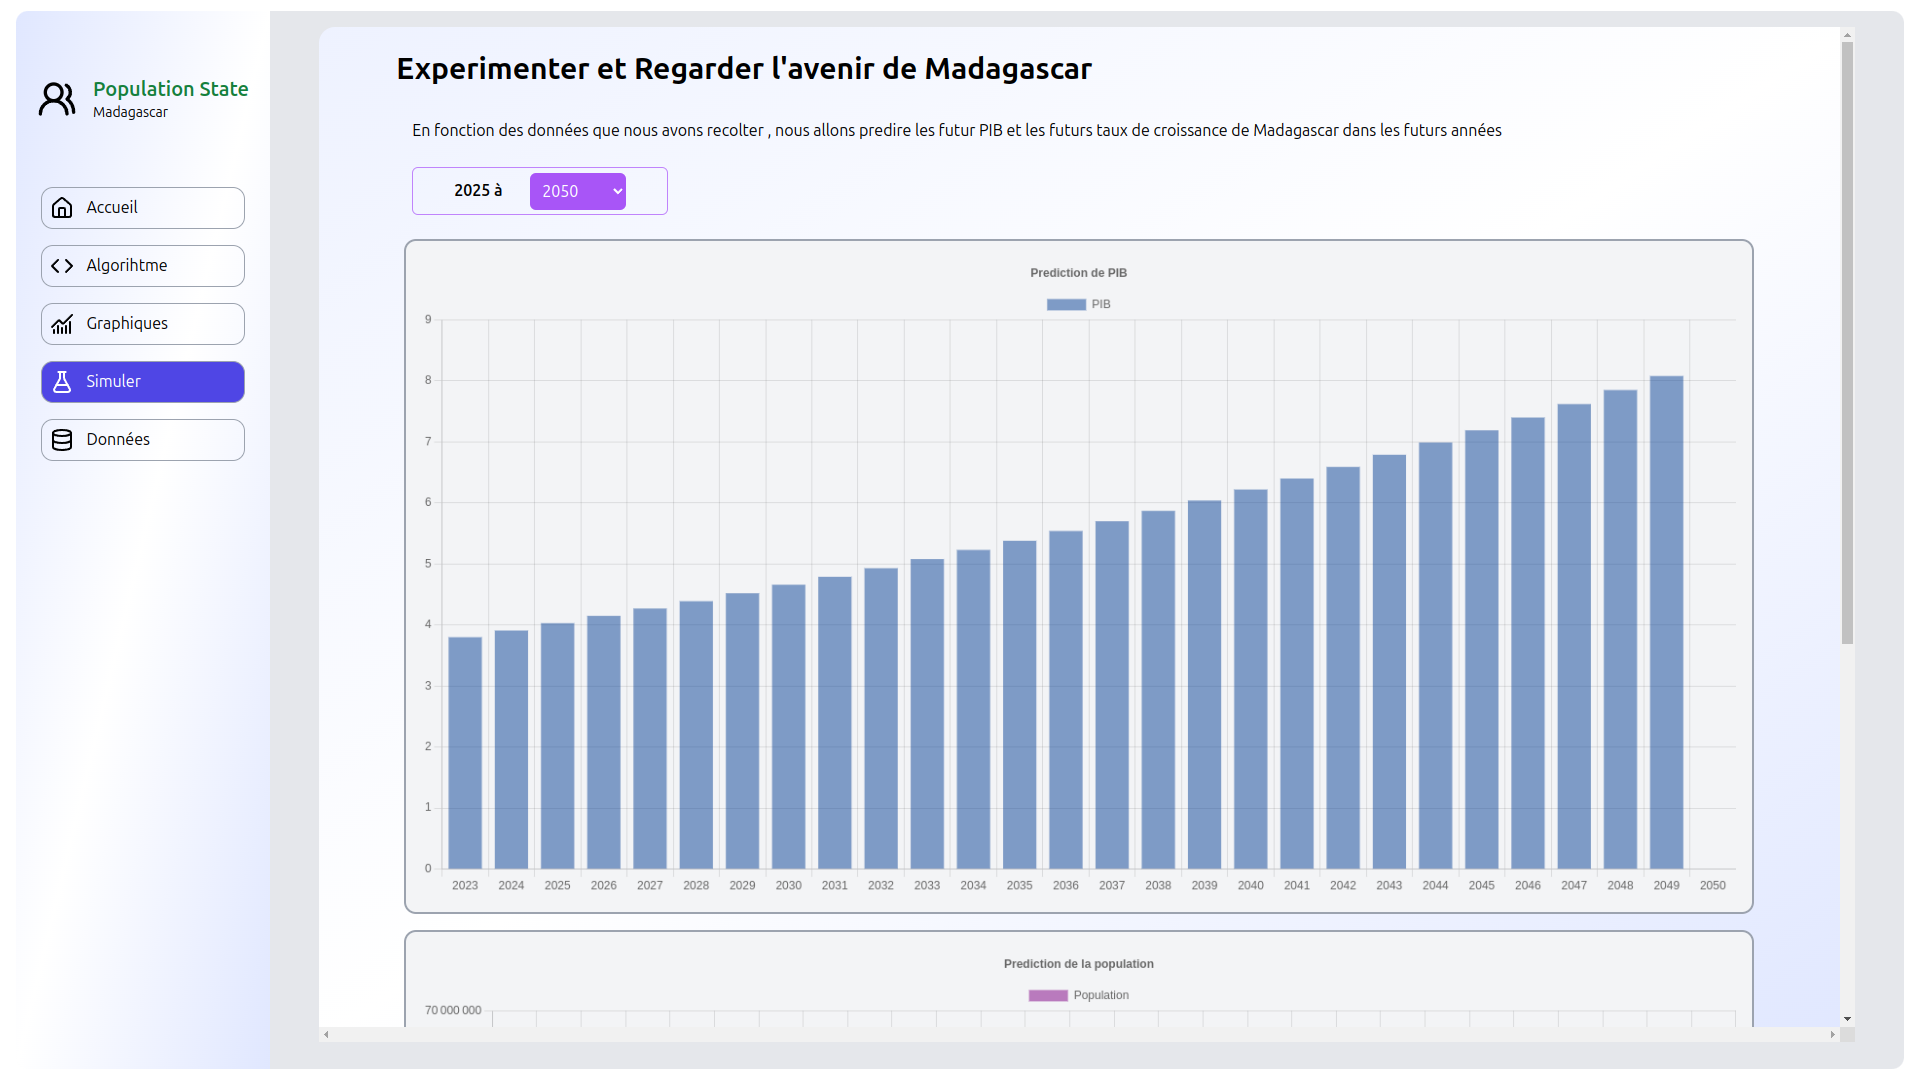 Population State
Madagascar
Accueil
Algorihtme
Graphiques
Simuler
Données
Experimenter et Regarder l'avenir de Madagascar
En fonction des données que nous avons recolter , nous allons predire les futur PIB et les futurs taux de croissance de Madagascar dans les futurs années
2025 à 2050
Prediction de PIB
PIB
9
8
7
6
5
4
3
2
1
0
2023 2024 2025 2026 2027 2028 2029 2030 2031 2032 2033 2034 2035 2036 2037 2038 2039 2040 2041 2042 2043 2044 2045 2046 2047 2048 2049 2050
Prediction de la population
Population
70 000 000